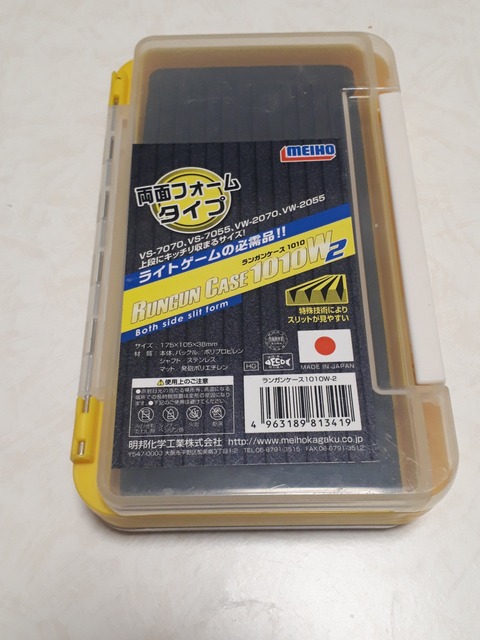 MEIHO
両面フォーム
タイプ
VS-7070、VS-7055、VW-2070、VW-2055
上段にキッチリ収まるサイズ!
ライトゲームの必需品!!
ランガンケース 1010
RUNGUN CASE 1010W2
Both side slit form
特殊技術により
スリットが見やすい
サイズ:175×105×38mm
材 質:本体、バックル/ポリプロピレン
シャフト ステンレス
マット/発砲ポリエチレン
HG
MADE IN JAPAN
使用上のご注意
ランガンケース1010W-2
4 963189 813419
明邦化学工業株式会社 http://www.meihokagaku.co.jp